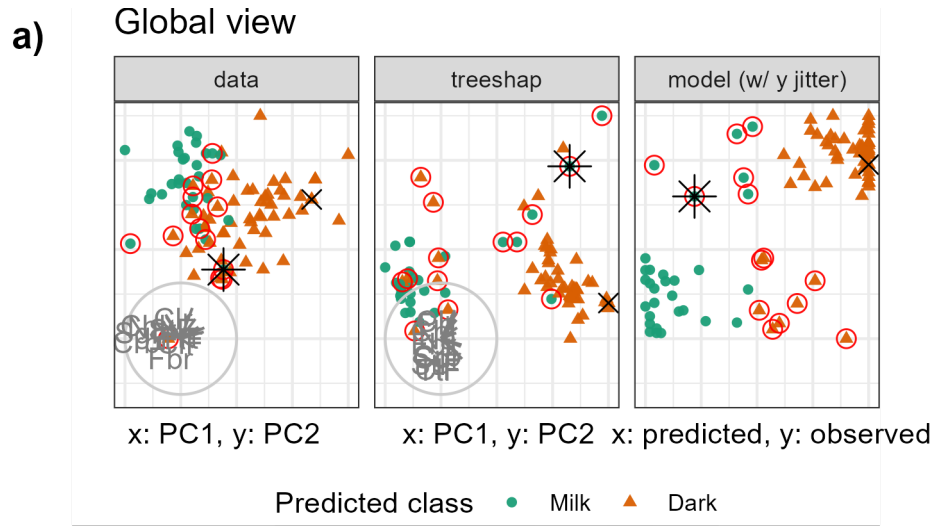 a)
Global view
data
treeshap
model (w/ y jitter)
Fbr
x: PC1, y: PC2
x: PC1, y: PC2
x: predicted, y: observed
Predicted class
Milk
Dark